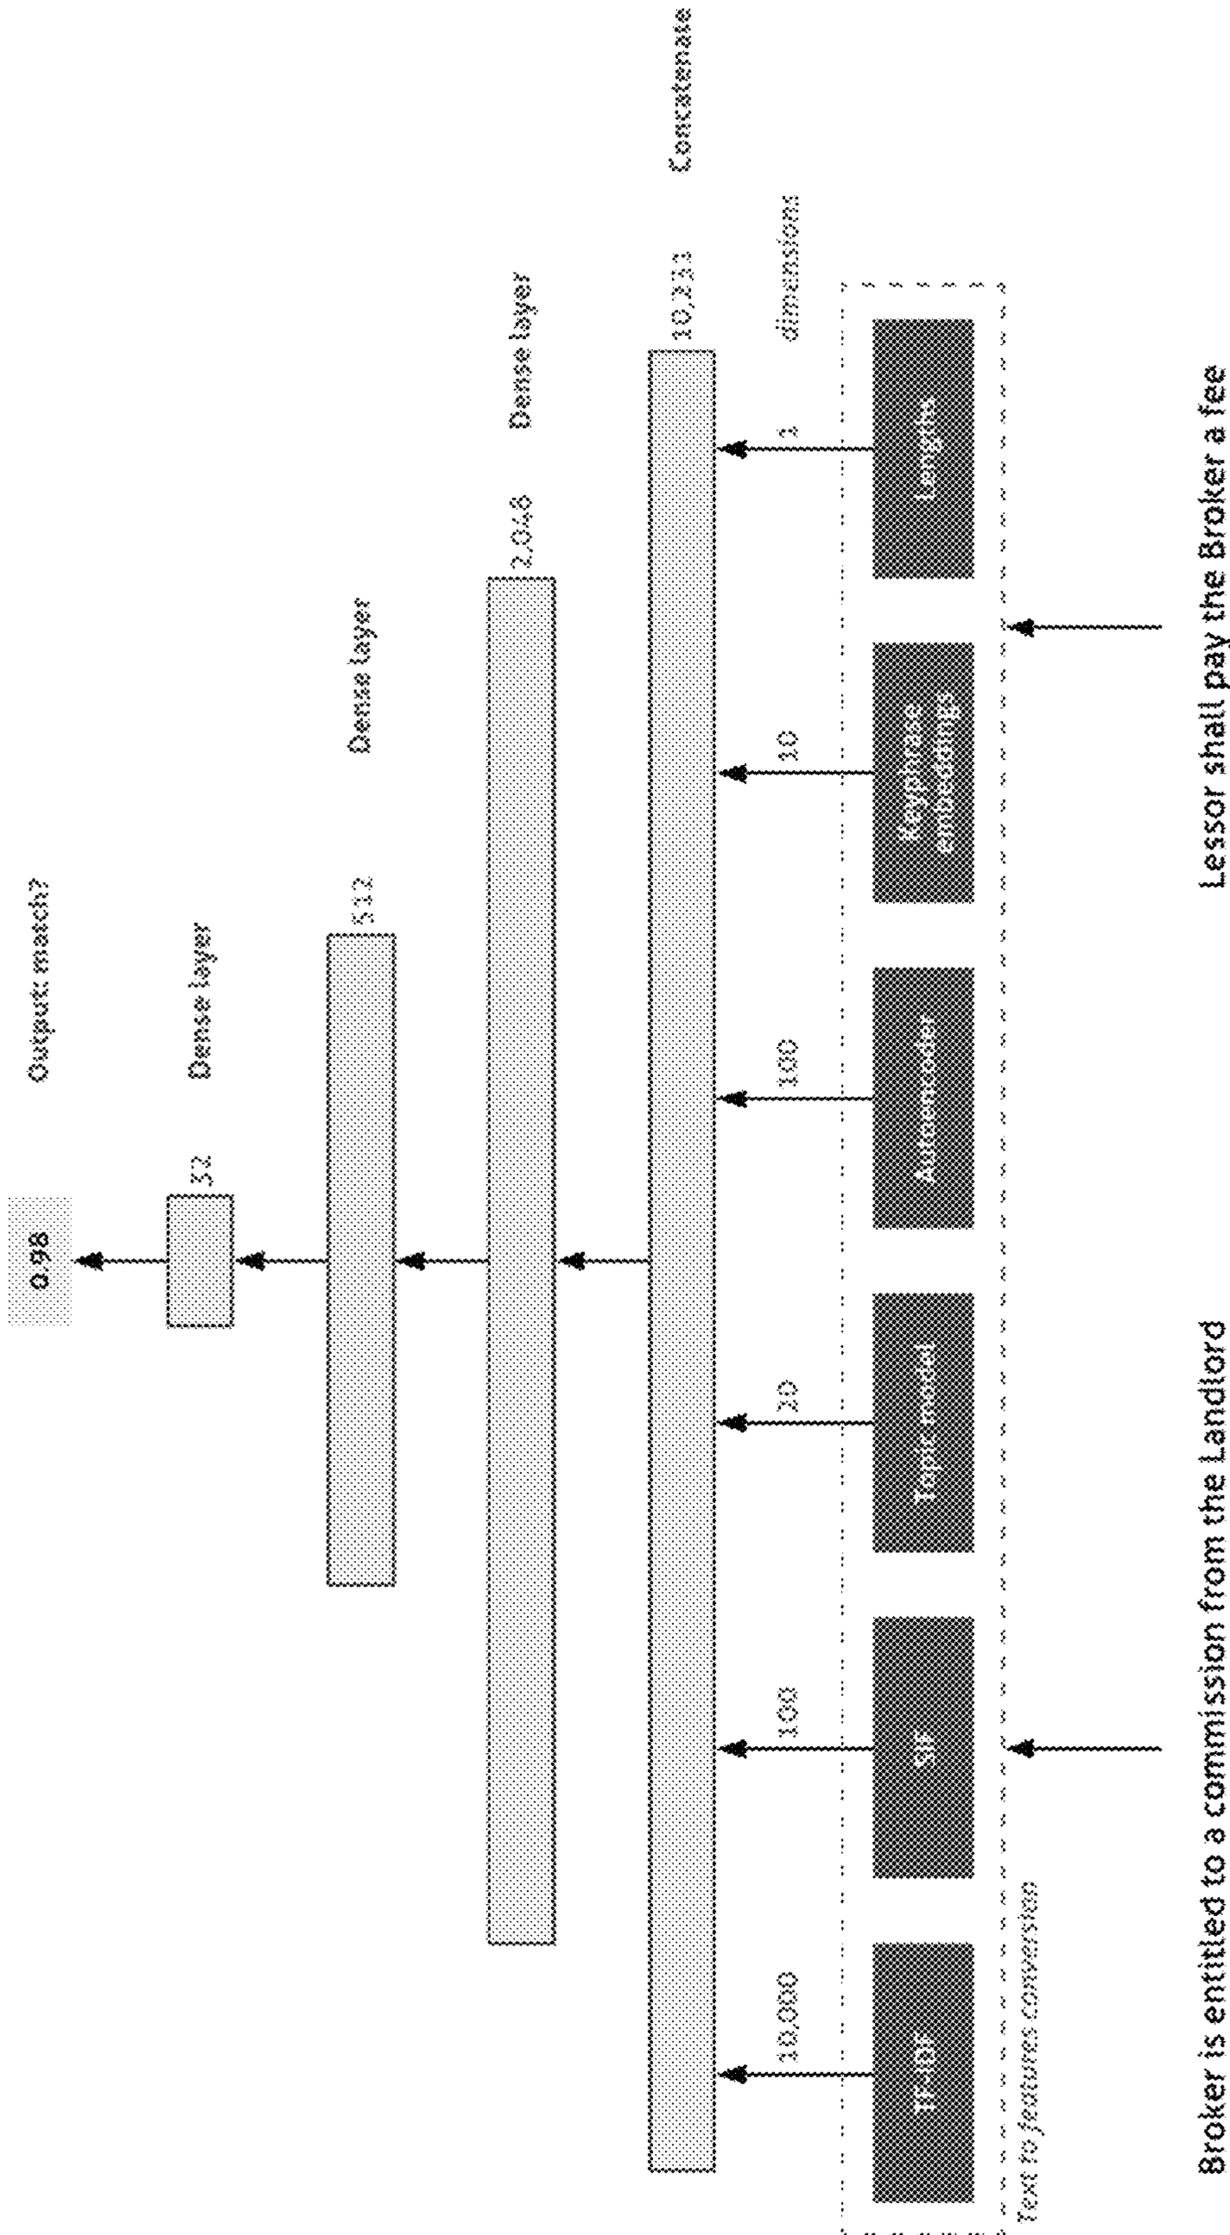 0.98
Output: match?
32
Dense layer
512
Dense layer
2,048
Dense layer
10,231
Concatenate
10,000
100
20
100
10
1
dimensions
TF-IDF
SIF
Topic model
Autoencoder
Keyphrase
embeddings
Lengths
Text to features conversion
Broker is entitled to a commission from the Landlord
Lessor shall pay the Broker a fee